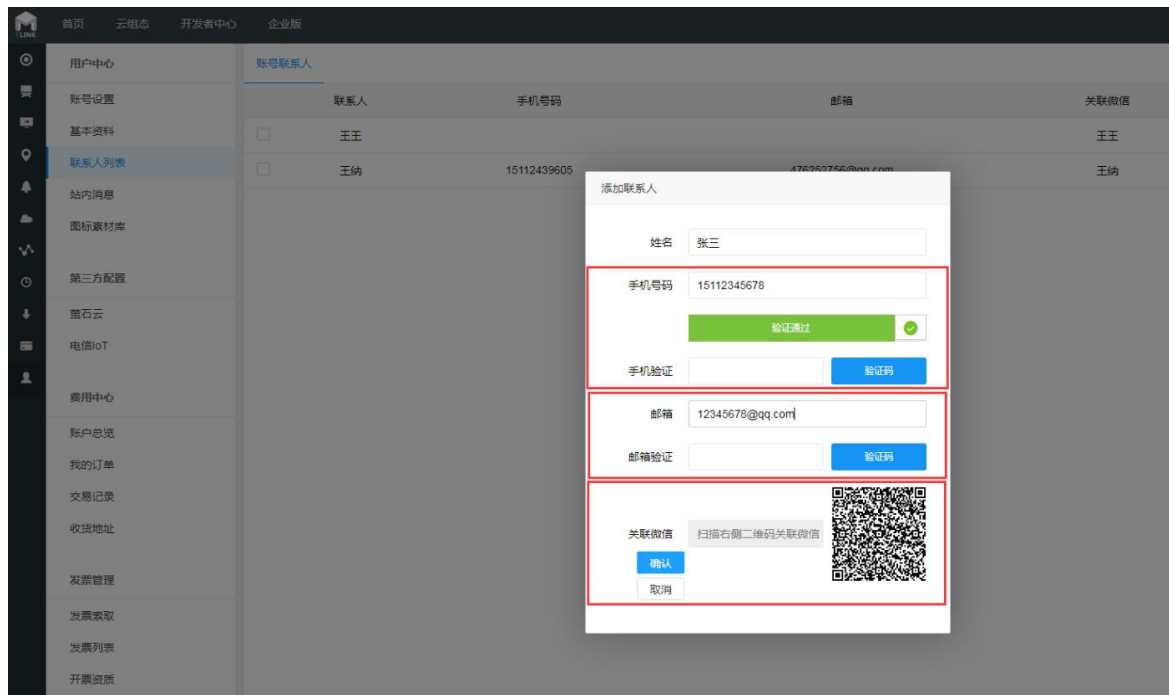 TLINK 首页 云组态 开发者中心 企业版
用户中心
账号设置
基本资料
联系人列表
站内消息
图标素材库
第三方配置
萤石云
电信IoT
费用中心
账户总览
我的订单
交易记录
收货地址
发票管理
发票索取
发票列表
开票资质
账号联系人
联系人 手机号码 邮箱 关联微信
王王 王王
王纳 15112439605 476252756@qq.com 王纳
添加联系人
姓名 张三
手机号码 15112345678
验证通过
手机验证 验证码
邮箱 12345678@qq.com
邮箱验证 验证码
关联微信 扫描右侧二维码关联微信
确认
取消